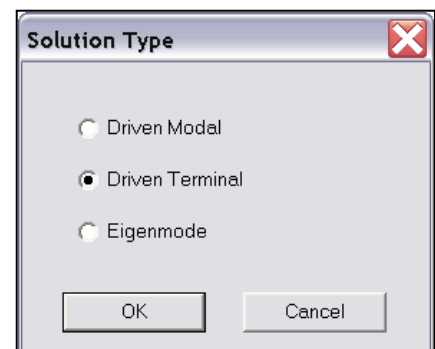 Solution Type
Driven Modal
Driven Terminal
Eigenmode
OK Cancel